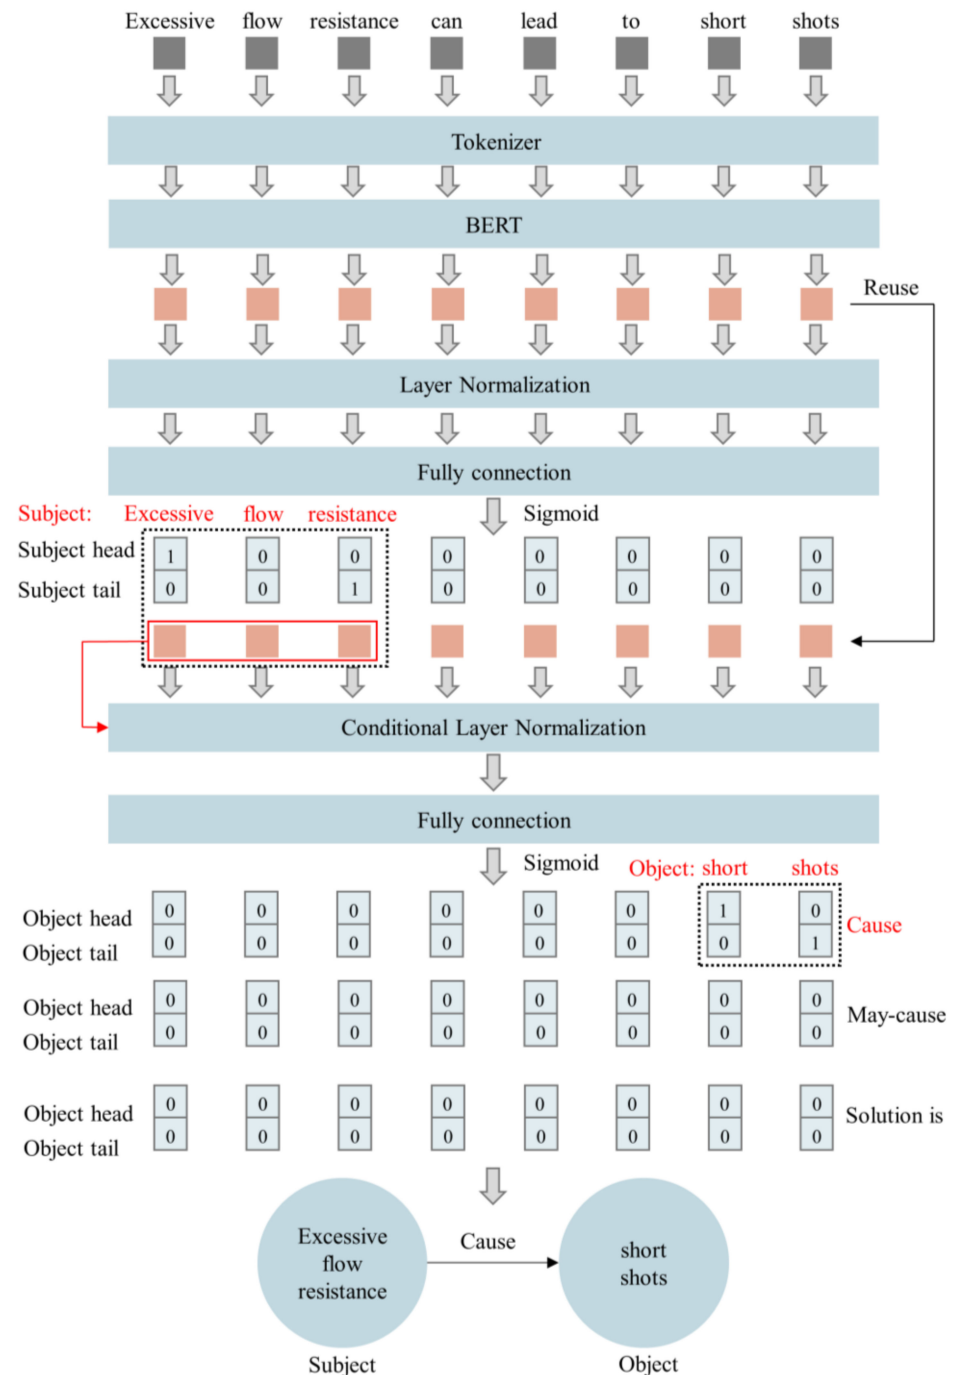 Excessive flow resistance can lead to short shots
Tokenizer
BERT
Reuse
Layer Normalization
Fully connection
Sigmoid
Subject: Excessive flow resistance
Subject head 1 0 0 0 0 0 0 0
Subject tail 0 0 1 0 0 0 0 0
Conditional Layer Normalization
Fully connection
Sigmoid
Object: short shots
Object head 0 0 0 0 0 0 1 0
Cause
Object tail 0 0 0 0 0 0 0 1
Object head 0 0 0 0 0 0 0 0
May-cause
Object tail 0 0 0 0 0 0 0 0
Object head 0 0 0 0 0 0 0 0
Solution is
Object tail 0 0 0 0 0 0 0 0
Excessive
flow
resistance
Cause
short
shots
Subject
Object